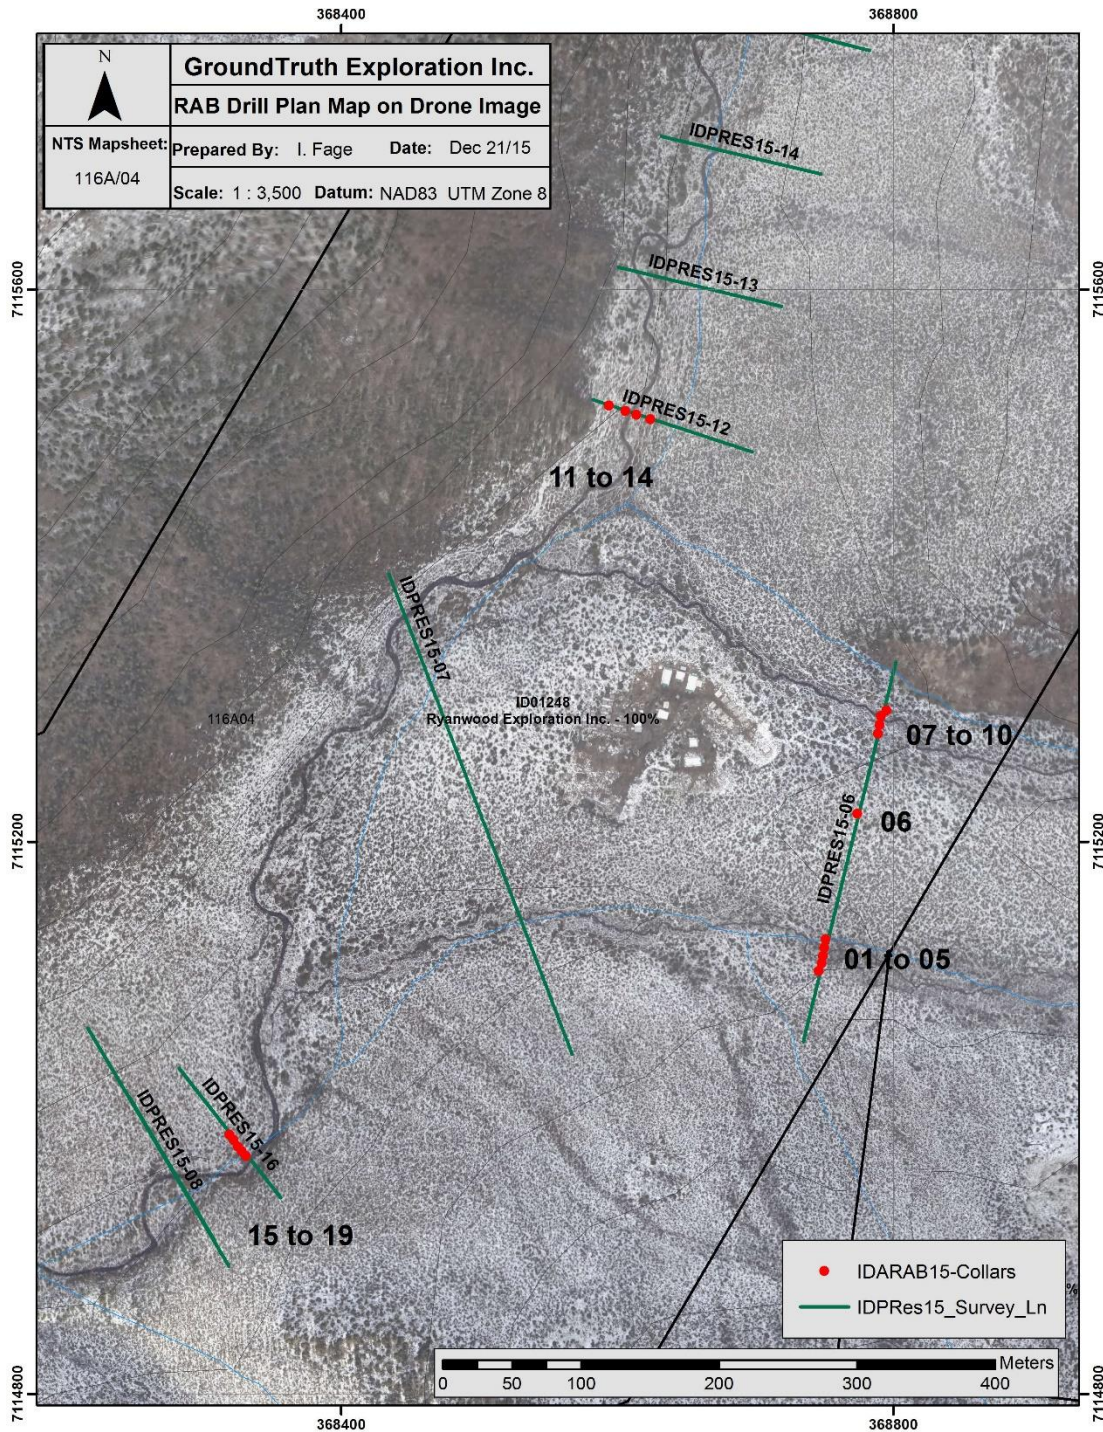 368400
368800
N
NTS Mapsheet:
116A/04
GroundTruth Exploration Inc.
RAB Drill Plan Map on Drone Image
Prepared By: I. Fage Date: Dec 21/15
Scale: 1 : 3,500 Datum: NAD83 UTM Zone 8
IDPRES15-14
7115600
IDPRES15-13
7115600
IDPRES15-12
11 to 14
IDPRES15-07
116A04
ID01248
Ryanwood Exploration Inc. - 100%
07 to 10
7115200
IDPRES15-06
06
7115200
01 to 05
IDPRES15-16
IDPRES15-08
15 to 19
IDARAB15-Collars
IDPRes15_Survey_Ln
%
Meters
0 50 100 200 300 400
7114800
7114800
368400
368800